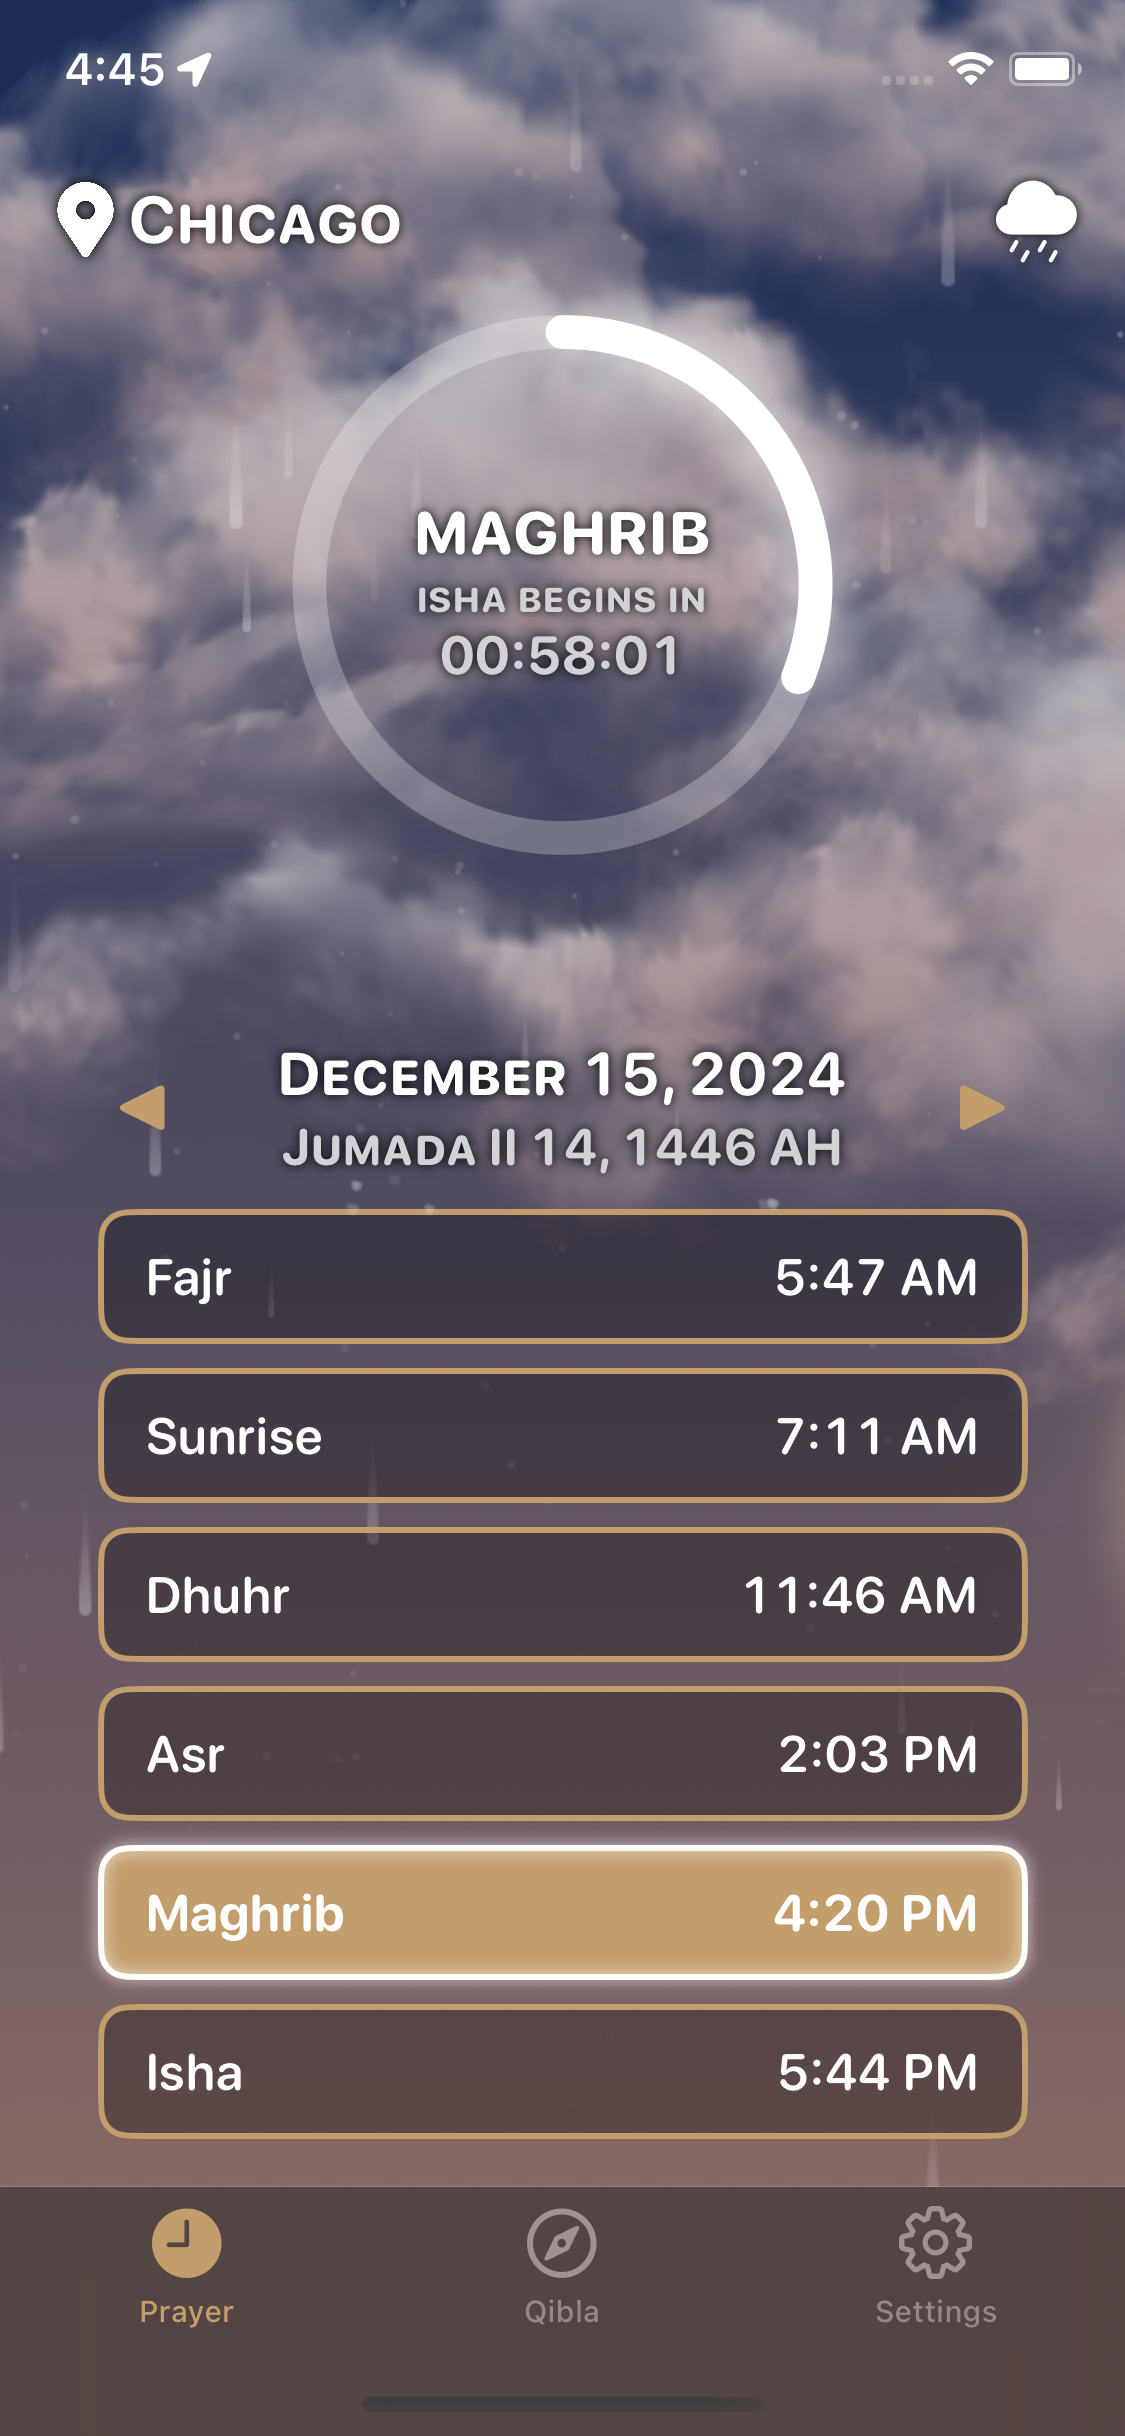 4:45
CHICAGO
MAGHRIB
ISHA BEGINS IN
00:58:01
DECEMBER 15, 2024
JUMADA II 14, 1446 AH
Fajr 5:47 AM
Sunrise 7:11 AM
Dhuhr 11:46 AM
Asr 2:03 PM
Maghrib 4:20 PM
Isha 5:44 PM
Prayer Qibla Settings